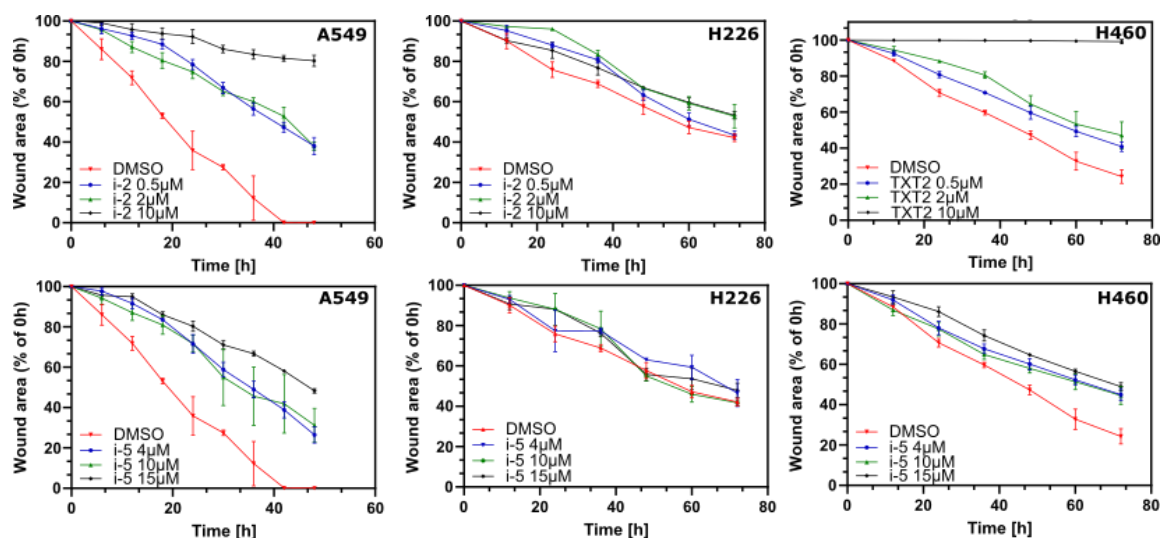 A549
Wound area (% of 0h)
100
80
60
40
20
0
DMSO
i-2 0.5µM
i-2 2µM
i-2 10µM
0 20 40 60
Time [h]
H226
Wound area (% of 0h)
100
80
60
40
20
0
DMSO
i-2 0.5µM
i-2 2µM
i-2 10µM
0 20 40 60 80
Time [h]
H460
Wound area (% of 0h)
100
80
60
40
20
0
DMSO
TXT2 0.5µM
TXT2 2µM
TXT2 10µM
0 20 40 60 80
Time [h]
A549
Wound area (% of 0h)
100
80
60
40
20
0
DMSO
i-5 4µM
i-5 10µM
i-5 15µM
0 20 40 60
Time [h]
H226
Wound area (% of 0h)
100
80
60
40
20
0
DMSO
i-5 4µM
i-5 10µM
i-5 15µM
0 20 40 60 80
Time [h]
H460
Wound area (% of 0h)
100
80
60
40
20
0
DMSO
i-5 4µM
i-5 10µM
i-5 15µM
0 20 40 60 80
Time [h]